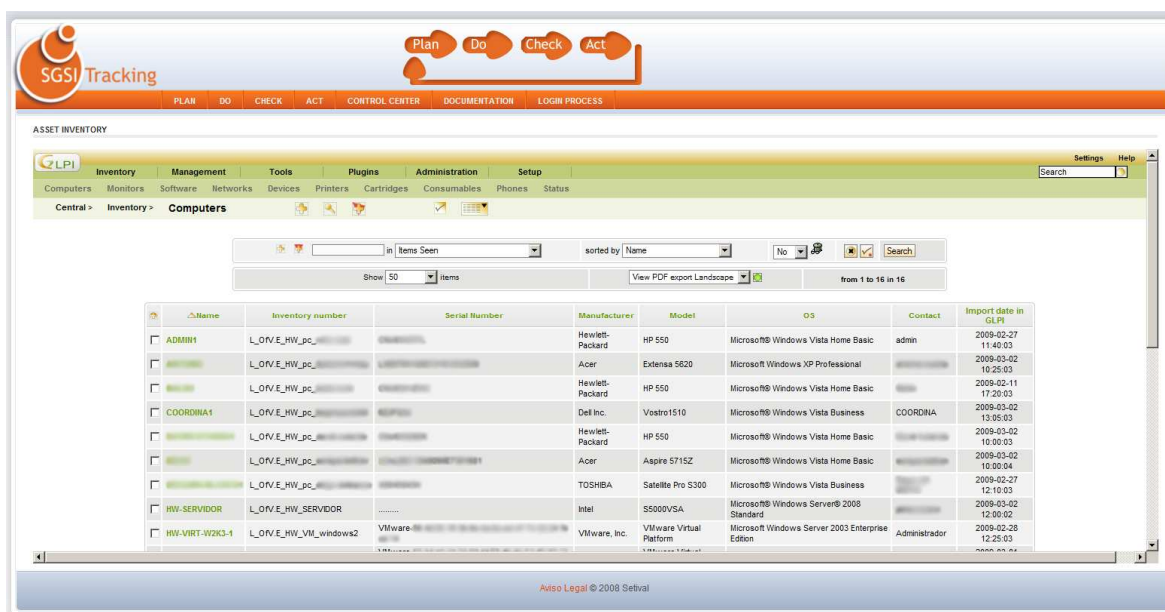 Plan Do Check Act
SGSI Tracking
PLAN DO CHECK ACT CONTROL CENTER DOCUMENTATION LOGIN PROCESS
ASSET INVENTORY
GLPI
Settings Help
Inventory Management Tools Plugins Administration Setup
Search
Computers Monitors Software Networks Devices Printers Cartridges Consumables Phones Status
Central > Inventory > Computers
in Items Seen sorted by Name No Search
Show 50 items View PDF export Landscape from 1 to 16 in 16
Name Inventory number Serial Number Manufacturer Model OS Contact Import date in
GLPI
ADMIN1 L_OfV.E_HW_pc_ Hewlett-
Packard HP 550 Microsoft® Windows Vista Home Basic admin 2009-02-27
11:40:03
L_OfV.E_HW_pc_ Acer Extensa 5620 Microsoft Windows XP Professional 2009-03-02
10:25:03
L_OfV.E_HW_pc_ Hewlett-
Packard HP 550 Microsoft® Windows Vista Home Basic 2009-02-11
17:20:03
COORDINA1 L_OfV.E_HW_pc_ Dell Inc. Vostro1510 Microsoft® Windows Vista Business COORDINA 2009-03-02
13:05:03
L_OfV.E_HW_pc_ Hewlett-
Packard HP 550 Microsoft® Windows Vista Home Basic 2009-03-02
10:00:03
L_OfV.E_HW_pc_ Acer Aspire 5715Z Microsoft® Windows Vista Home Basic 2009-03-02
10:00:04
L_OfV.E_HW_pc_ TOSHIBA Satellite Pro S300 Microsoft® Windows Vista Business 2009-02-27
12:10:03
HW-SERVIDOR L_OfV.E_HW_SERVIDOR ......... Intel S5000VSA Microsoft® Windows Server® 2008
Standard 2009-03-02
12:00:02
HW-VIRT-W2K3-1 L_OfV.E_HW_VM_windows2 VMware- VMware, Inc. VMware Virtual
Platform Microsoft Windows Server 2003 Enterprise
Edition Administrador 2009-02-28
12:25:03
Aviso Legal © 2008 Setival